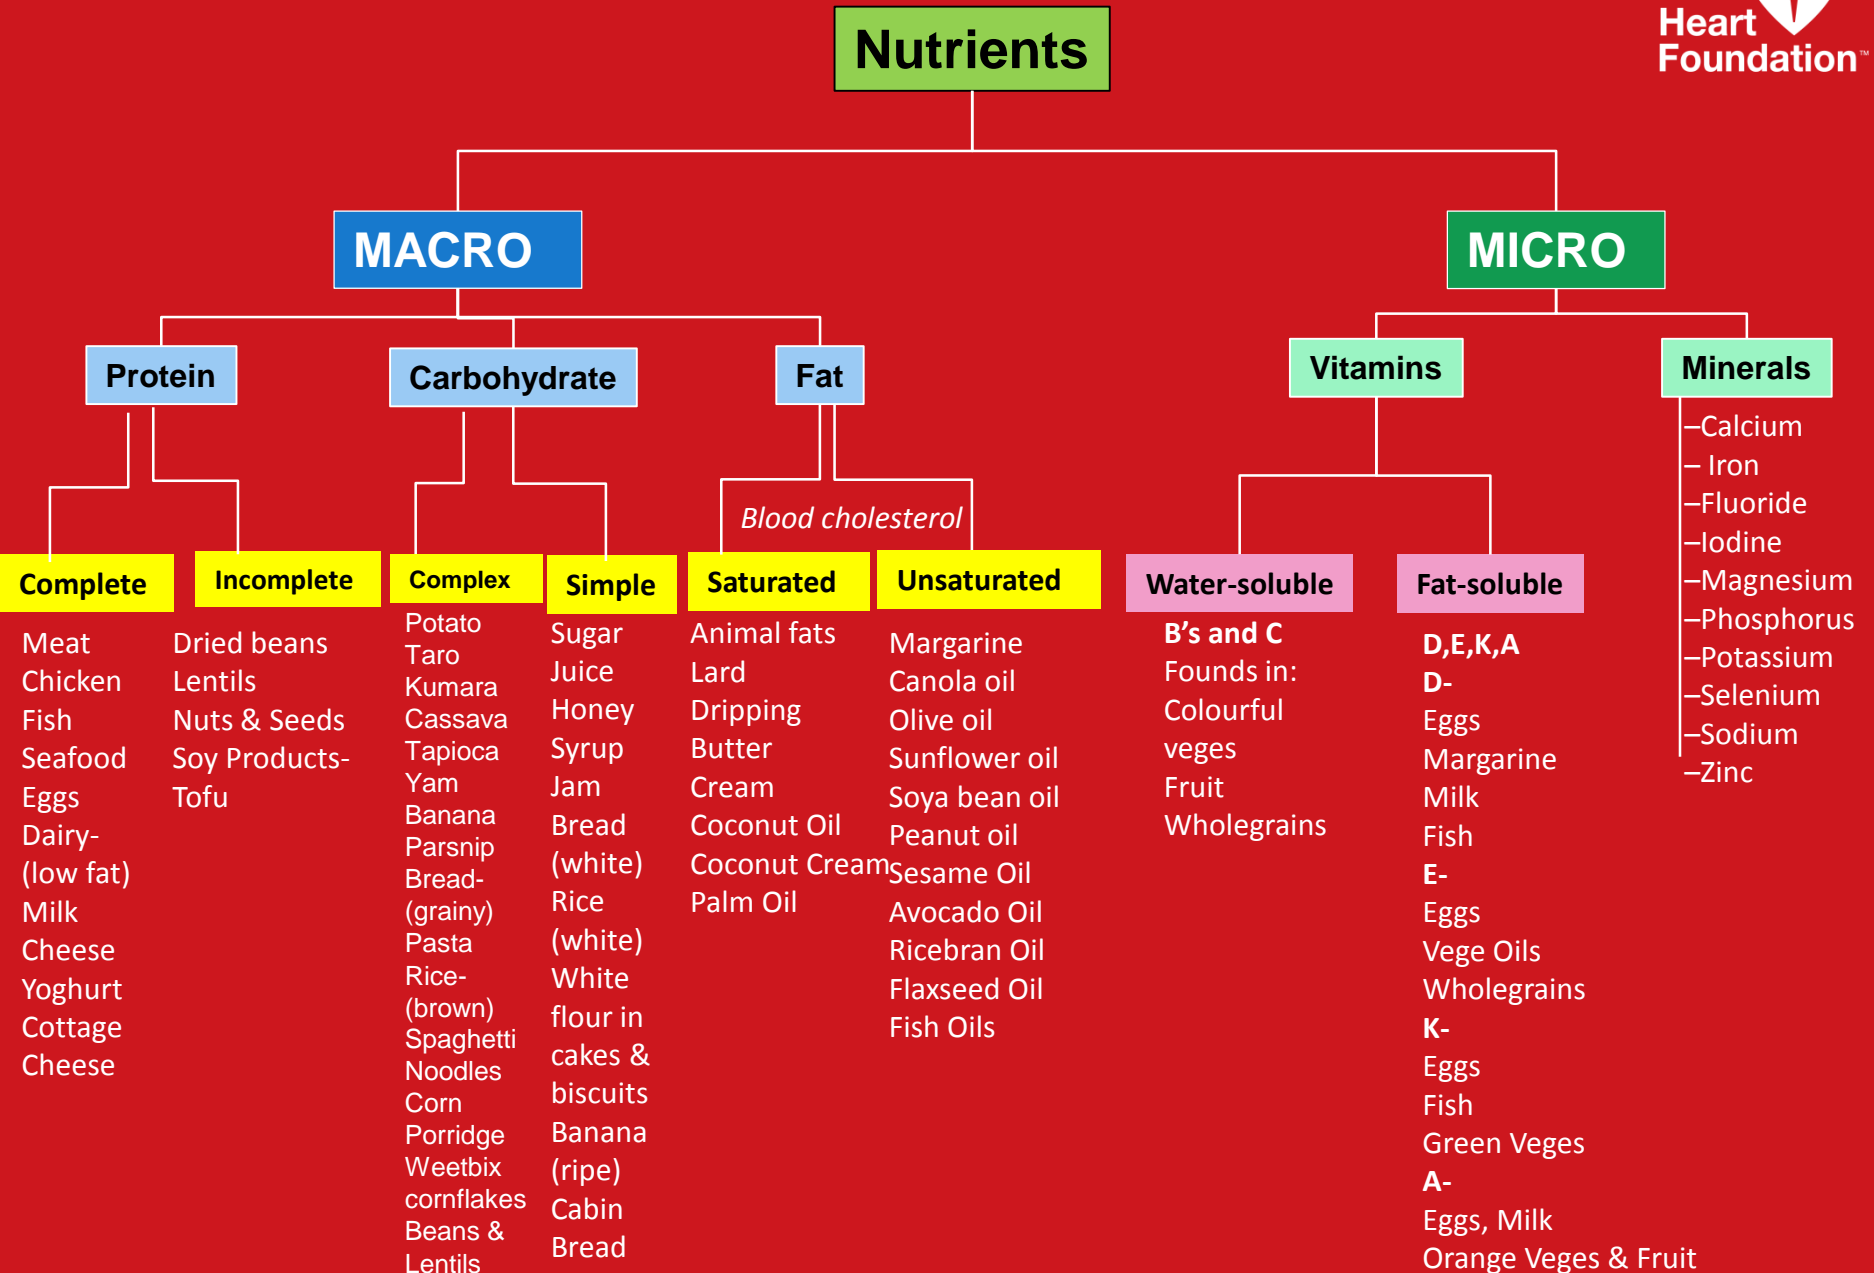 Heart
Foundation™
Nutrients
MACRO
MICRO
Protein
Carbohydrate
Fat
Vitamins
Minerals
–Calcium
– Iron
–Fluoride
–Iodine
–Magnesium
–Phosphorus
–Potassium
–Selenium
–Sodium
–Zinc
Blood cholesterol
Complete
Meat
Chicken
Fish
Seafood
Eggs
Dairy-
(low fat)
Milk
Cheese
Yoghurt
Cottage
Cheese
Incomplete
Dried beans
Lentils
Nuts & Seeds
Soy Products-
Tofu
Complex
Potato
Taro
Kumara
Cassava
Tapioca
Yam
Banana
Parsnip
Bread-
(grainy)
Pasta
Rice-
(brown)
Spaghetti
Noodles
Corn
Porridge
Weetbix
cornflakes
Beans &
Lentils
Simple
Sugar
Juice
Honey
Syrup
Jam
Bread
(white)
Rice
(white)
White
flour in
cakes &
biscuits
Banana
(ripe)
Cabin
Bread
Saturated
Animal fats
Lard
Dripping
Butter
Cream
Coconut Oil
Coconut Cream
Palm Oil
Unsaturated
Margarine
Canola oil
Olive oil
Sunflower oil
Soya bean oil
Peanut oil
Sesame Oil
Avocado Oil
Ricebran Oil
Flaxseed Oil
Fish Oils
Water-soluble
B’s and C
Founds in:
Colourful
veges
Fruit
Wholegrains
Fat-soluble
D,E,K,A
D-
Eggs
Margarine
Milk
Fish
E-
Eggs
Vege Oils
Wholegrains
K-
Eggs
Fish
Green Veges
A-
Eggs, Milk
Orange Veges & Fruit